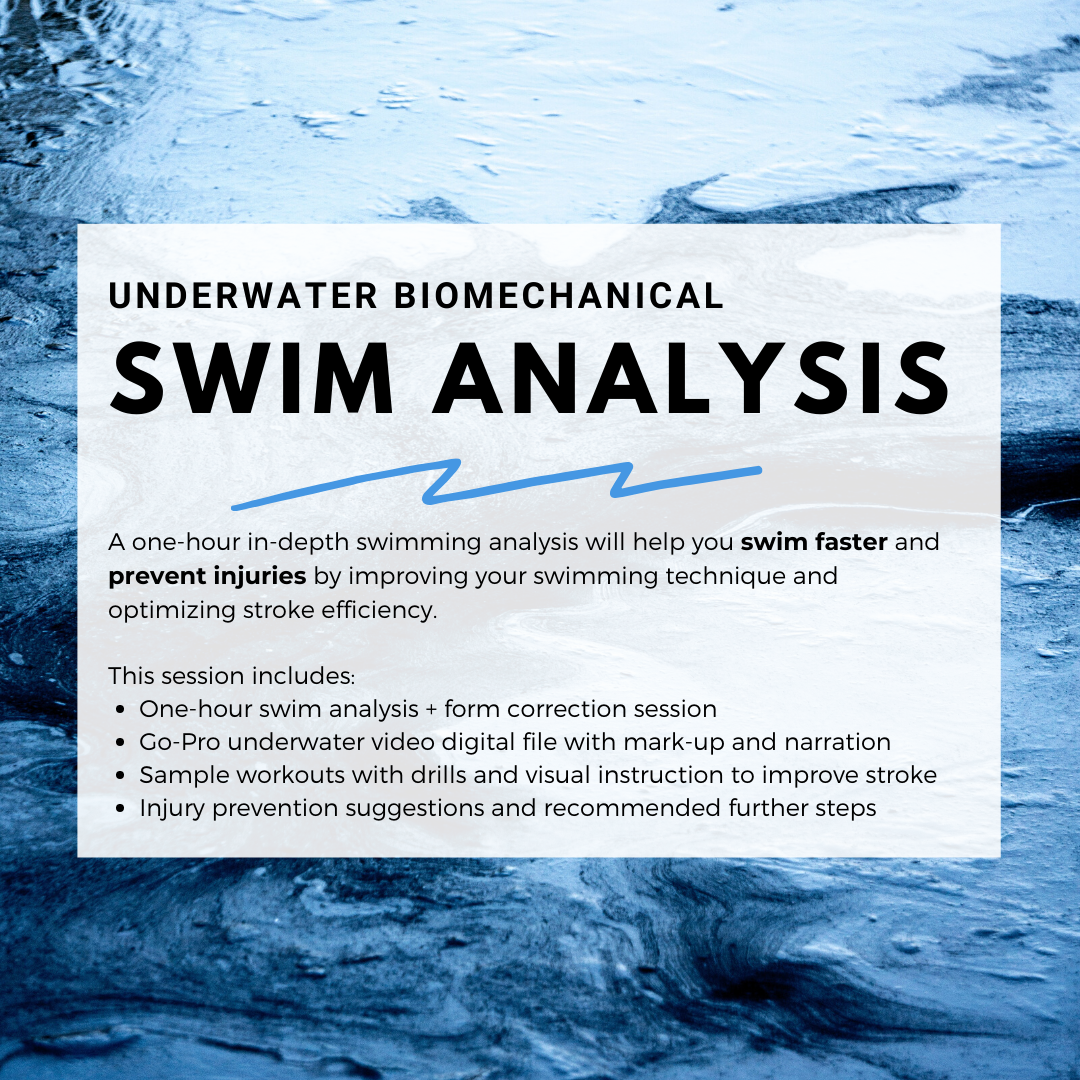 UNDERWATER BIOMECHANICAL
SWIM ANALYSIS
A one-hour in-depth swimming analysis will help you swim faster and
prevent injuries by improving your swimming technique and
optimizing stroke efficiency.
This session includes:
• One-hour swim analysis + form correction session
• Go-Pro underwater video digital file with mark-up and narration
• Sample workouts with drills and visual instruction to improve stroke
• Injury prevention suggestions and recommended further steps